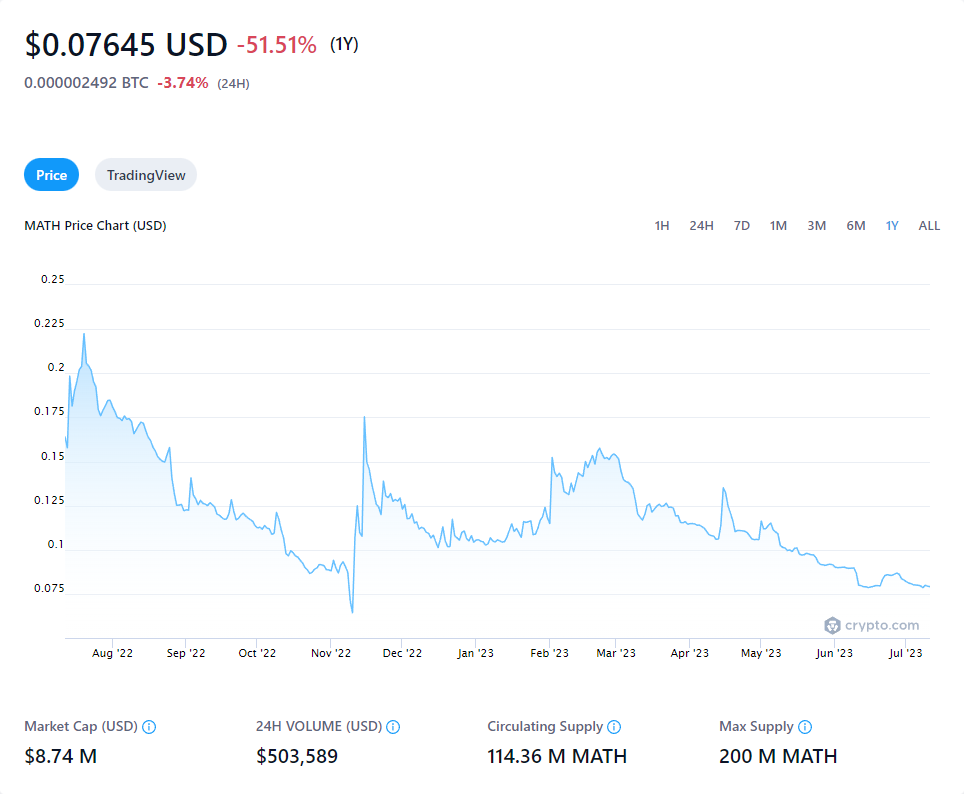 $0.07645 USD -51.51% (1Y)
0.000002492 BTC -3.74% (24H)
Price TradingView
MATH Price Chart (USD) 1H 24H 7D 1M 3M 6M 1Y ALL
0.25
0.225
0.2
0.175
0.15
0.125
0.1
0.075
crypto.com
Aug '22 Sep '22 Oct '22 Nov '22 Dec '22 Jan '23 Feb '23 Mar '23 Apr '23 May '23 Jun '23 Jul '23
Market Cap (USD) 24H VOLUME (USD) Circulating Supply Max Supply
$8.74 M $503,589 114.36 M MATH 200 M MATH